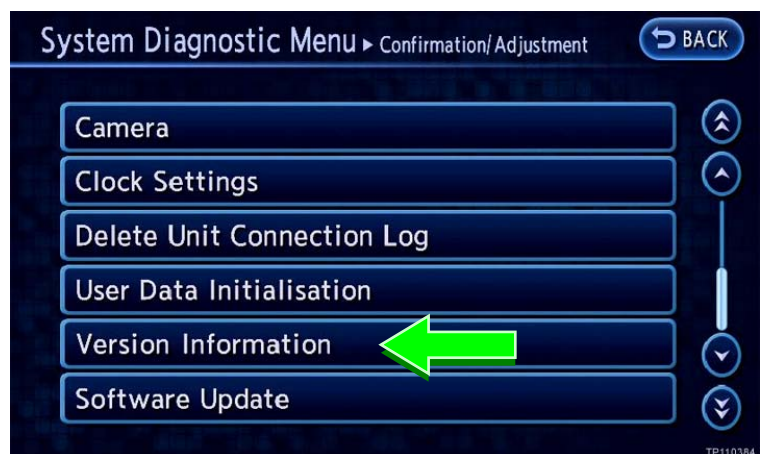 System Diagnostic Menu ▸ Confirmation/Adjustment
BACK
Camera
Clock Settings
Delete Unit Connection Log
User Data Initialisation
Version Information
Software Update
TP110384